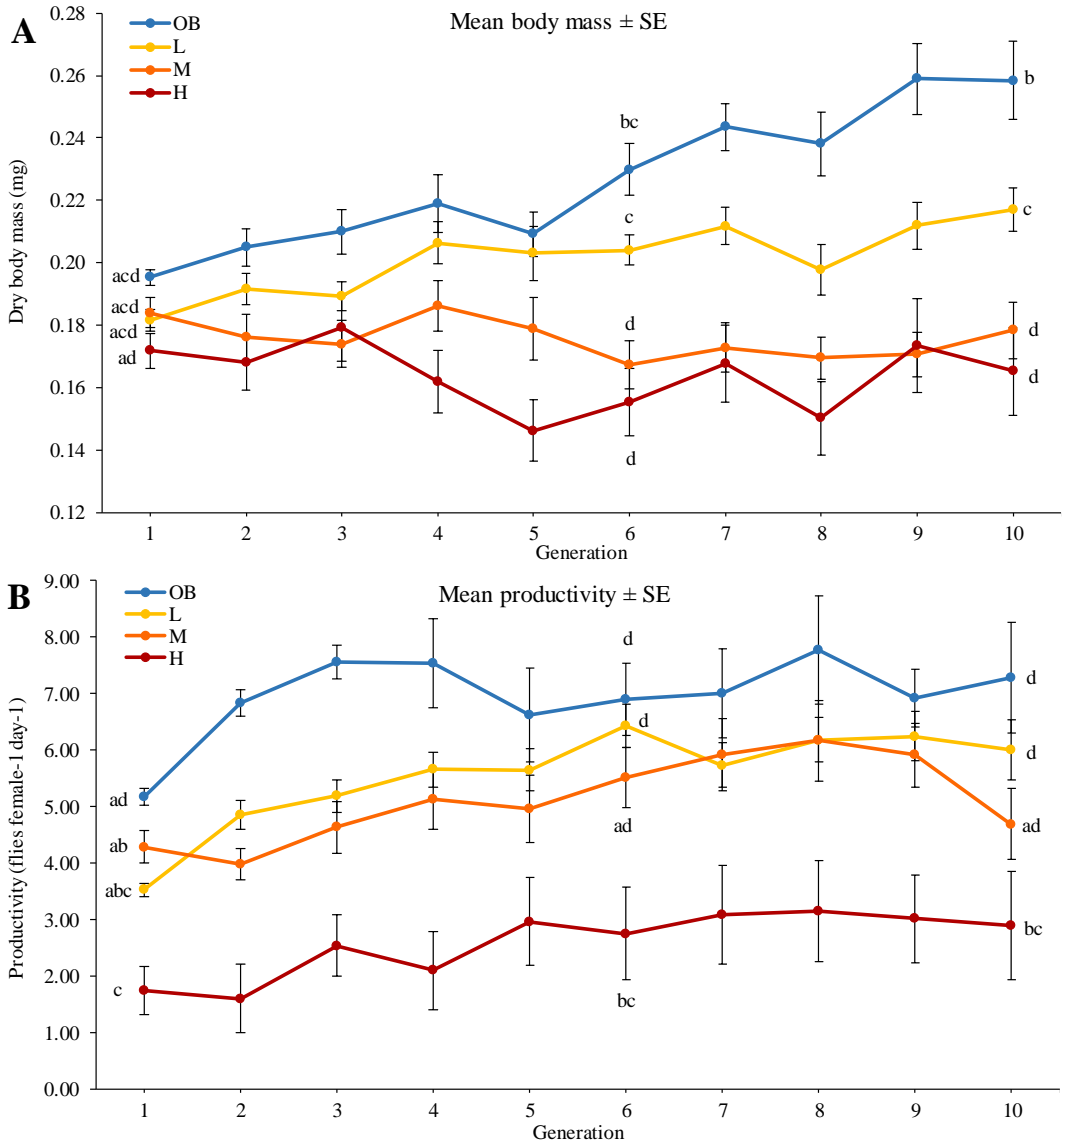 A
Mean body mass ± SE
OB
L
M
H
Dry body mass (mg)
0.28
0.26
0.24
0.22
0.20
0.18
0.16
0.14
0.12
acd
acd
acd
ad
bc
c
d
d
b
c
d
d
1 2 3 4 5 6 7 8 9 10
Generation
B
Mean productivity ± SE
OB
L
M
H
Productivity (flies female-1 day-1)
9.00
8.00
7.00
6.00
5.00
4.00
3.00
2.00
1.00
0.00
ad
ab
abc
c
d
d
ad
bc
d
d
ad
bc
1 2 3 4 5 6 7 8 9 10
Generation